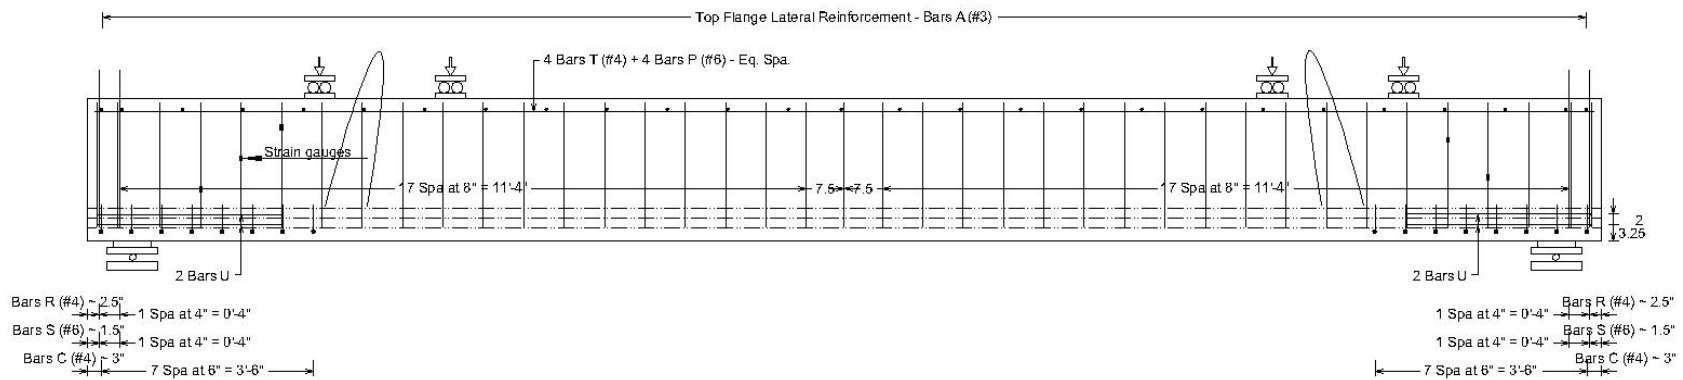 Top Flange Lateral Reinforcement - Bars A (#3)
4 Bars T (#4) + 4 Bars P (#6) - Eq. Spa.
Strain gauges
17 Spa at 8" = 11'-4"
7.5
7.5
17 Spa at 8" = 11'-4"
2
3.25
2 Bars U
2 Bars U
Bars R (#4) ~ 2.5"
1 Spa at 4" = 0'-4"
Bars S (#6) ~ 1.5"
1 Spa at 4" = 0'-4"
Bars C (#4) ~ 3"
7 Spa at 6" = 3'-6"
Bars R (#4) ~ 2.5"
1 Spa at 4" = 0'-4"
Bars S (#6) ~ 1.5"
1 Spa at 4" = 0'-4"
Bars C (#4) ~ 3"
7 Spa at 6" = 3'-6"